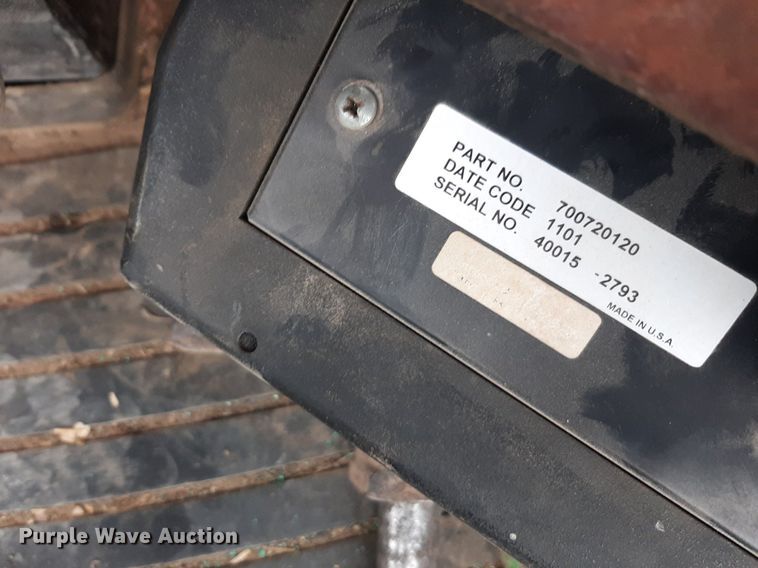 PART NO. 700720120
DATE CODE 1101
SERIAL NO. 40015 -2793
MADE IN U.S.A.
Purple Wave Auction